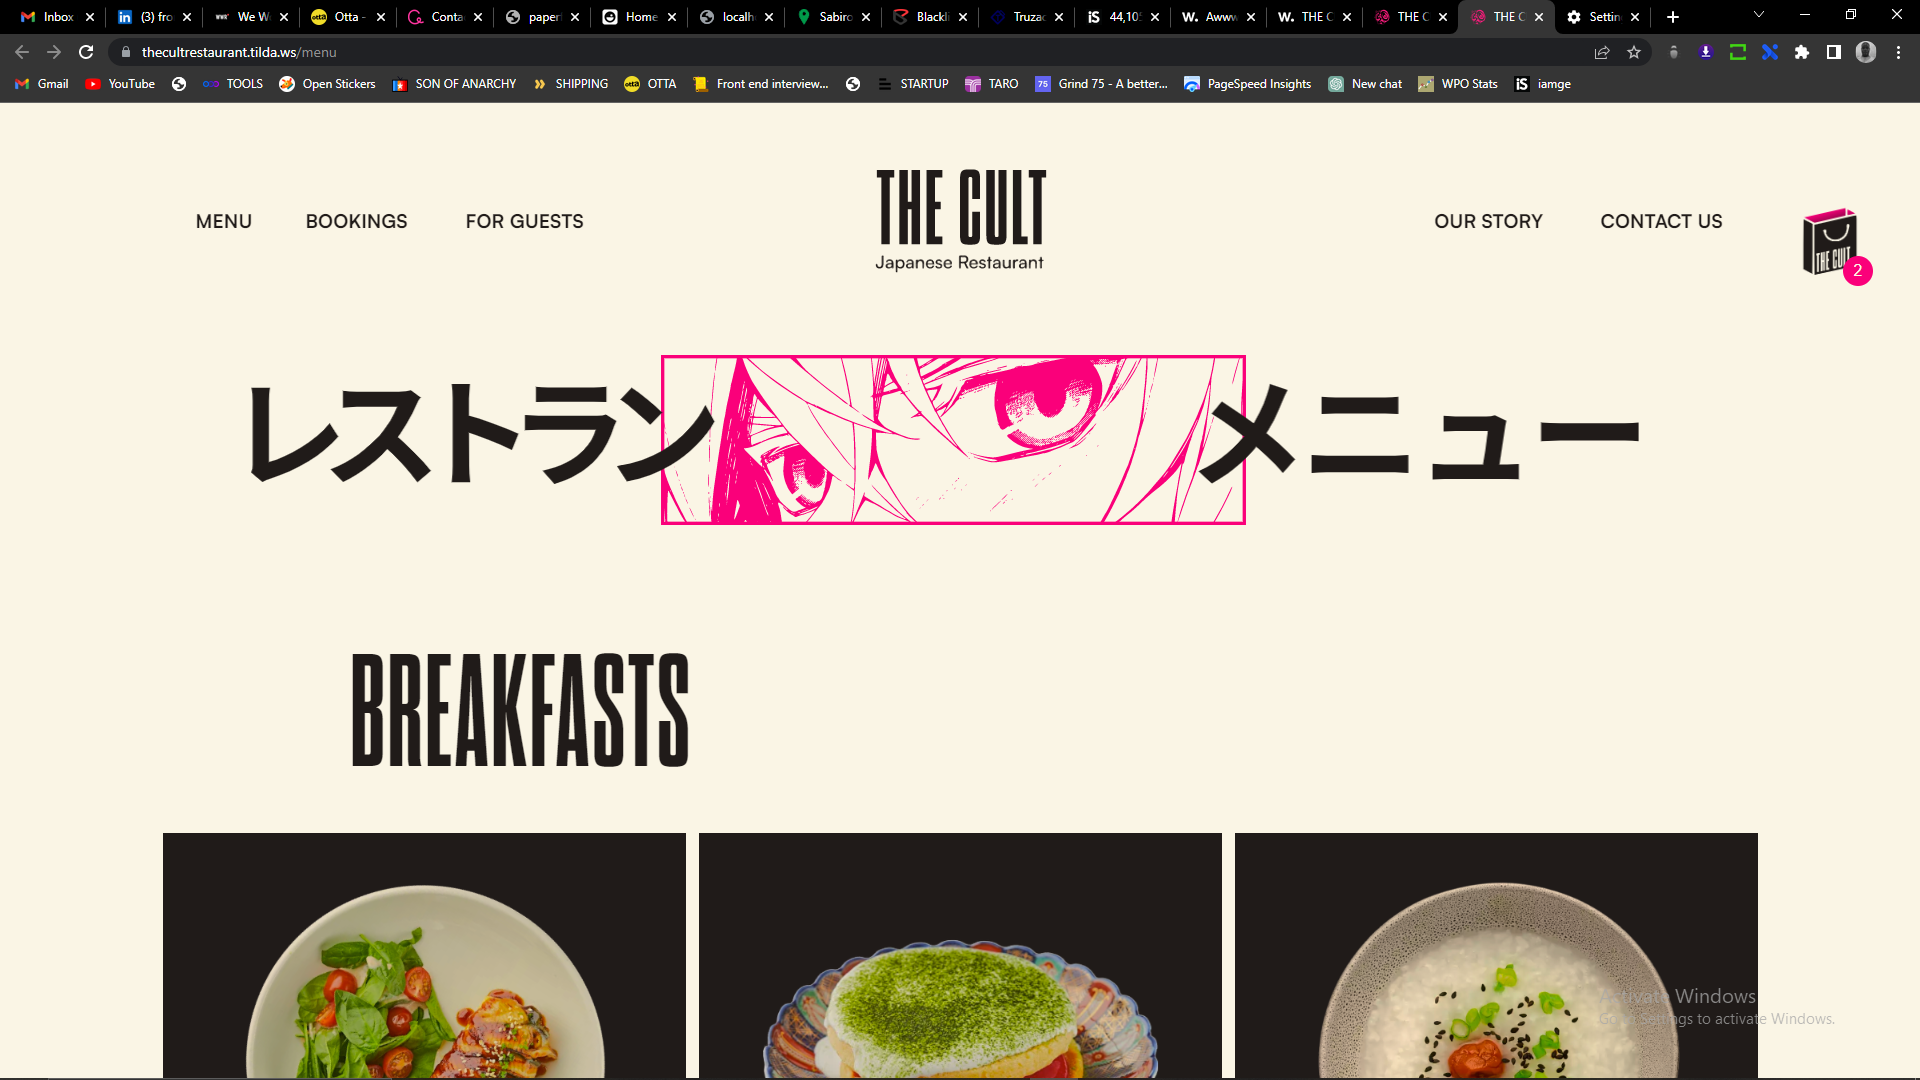 Inbox
(3) fro
We W
Otta -
Conta
paper
Home
localh
Sabiro
Blackli
Truzac
44,105
Awww
THE C
THE C
THE C
Settin
thecultrestaurant.tilda.ws/menu
Gmail YouTube TOOLS Open Stickers SON OF ANARCHY SHIPPING OTTA Front end interview... STARTUP TARO Grind 75 - A better... PageSpeed Insights New chat WPO Stats iamge
MENU BOOKINGS FOR GUESTS
THE CULT
Japanese Restaurant
OUR STORY CONTACT US
THE CULT
2
レストラン メニュー
BREAKFASTS
Activate Windows
Go to Settings to activate Windows.